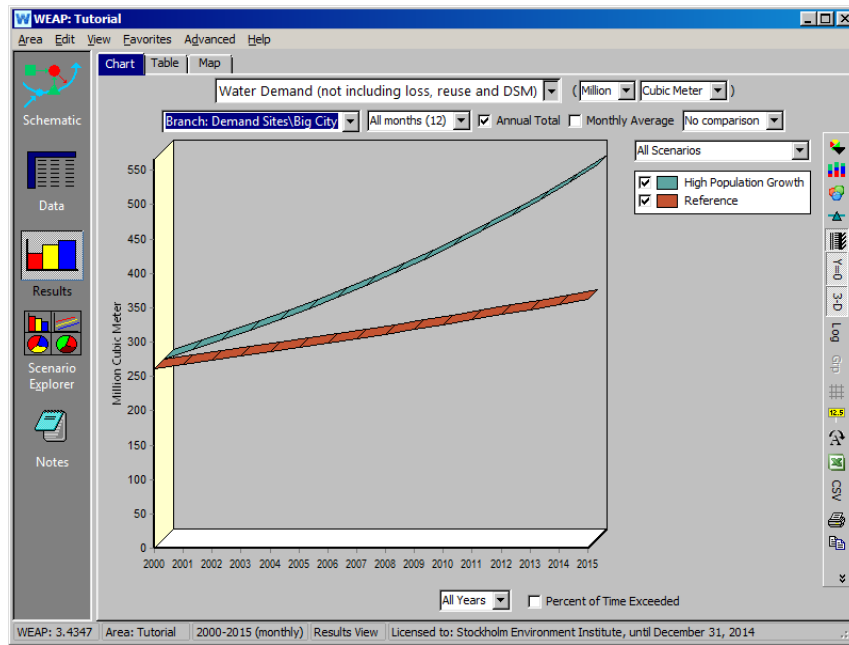 WEAP: Tutorial
Area Edit View Favorites Advanced Help
Chart Table Map
Water Demand (not including loss, reuse and DSM) ( Million Cubic Meter )
Branch: Demand Sites\Big City All months (12) Annual Total Monthly Average No comparison
All Scenarios
High Population Growth
Reference
Schematic
Data
Results
Scenario
Explorer
Notes
Million Cubic Meter
550
500
450
400
350
300
250
200
150
100
50
0
2000 2001 2002 2003 2004 2005 2006 2007 2008 2009 2010 2011 2012 2013 2014 2015
All Years Percent of Time Exceeded
Y=0
3-D
Log
Grp
12.5
A
CSV
WEAP: 3.4347 Area: Tutorial 2000-2015 (monthly) Results View Licensed to: Stockholm Environment Institute, until December 31, 2014